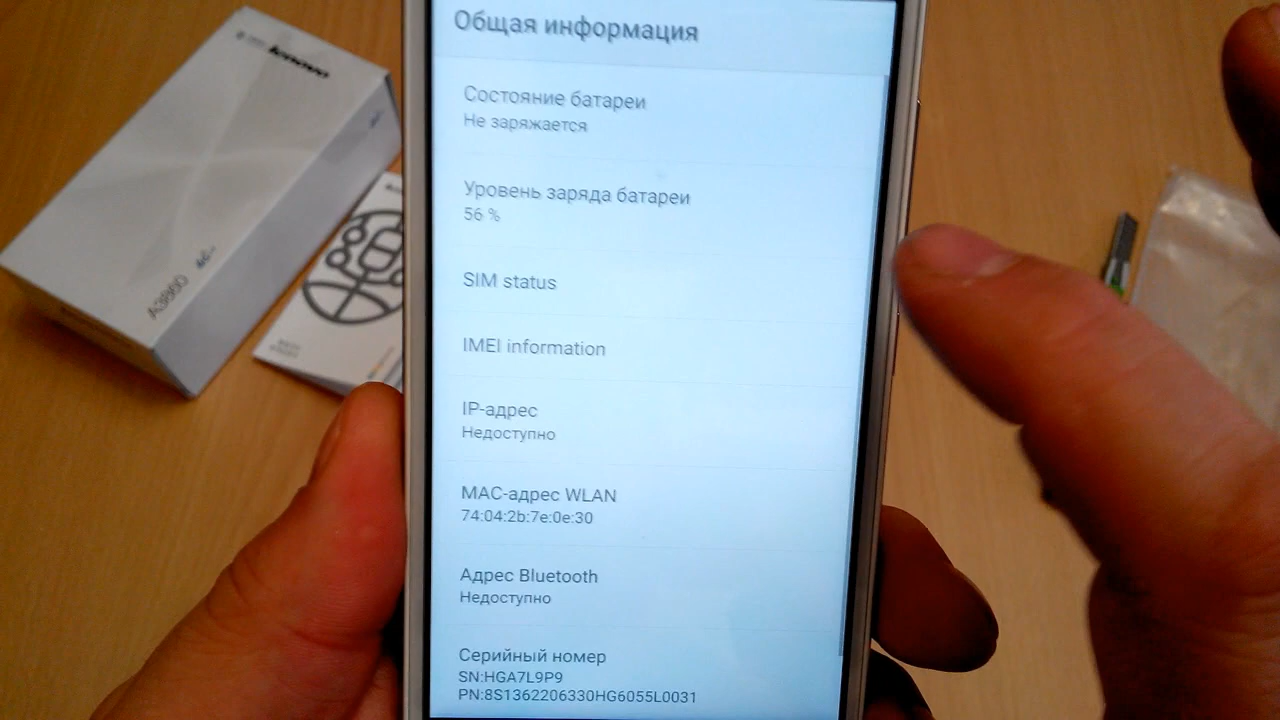 Общая информация
Состояние батареи
Не заряжается
Уровень заряда батареи
56 %
SIM status
IMEI information
IP-адрес
Недоступно
MAC-адрес WLAN
74:04:2b:7e:0e:30
Адрес Bluetooth
Недоступно
Серийный номер
SN:HGA7L9P9
PN:8S1362206330HG6055L0031
lenovo
A3860